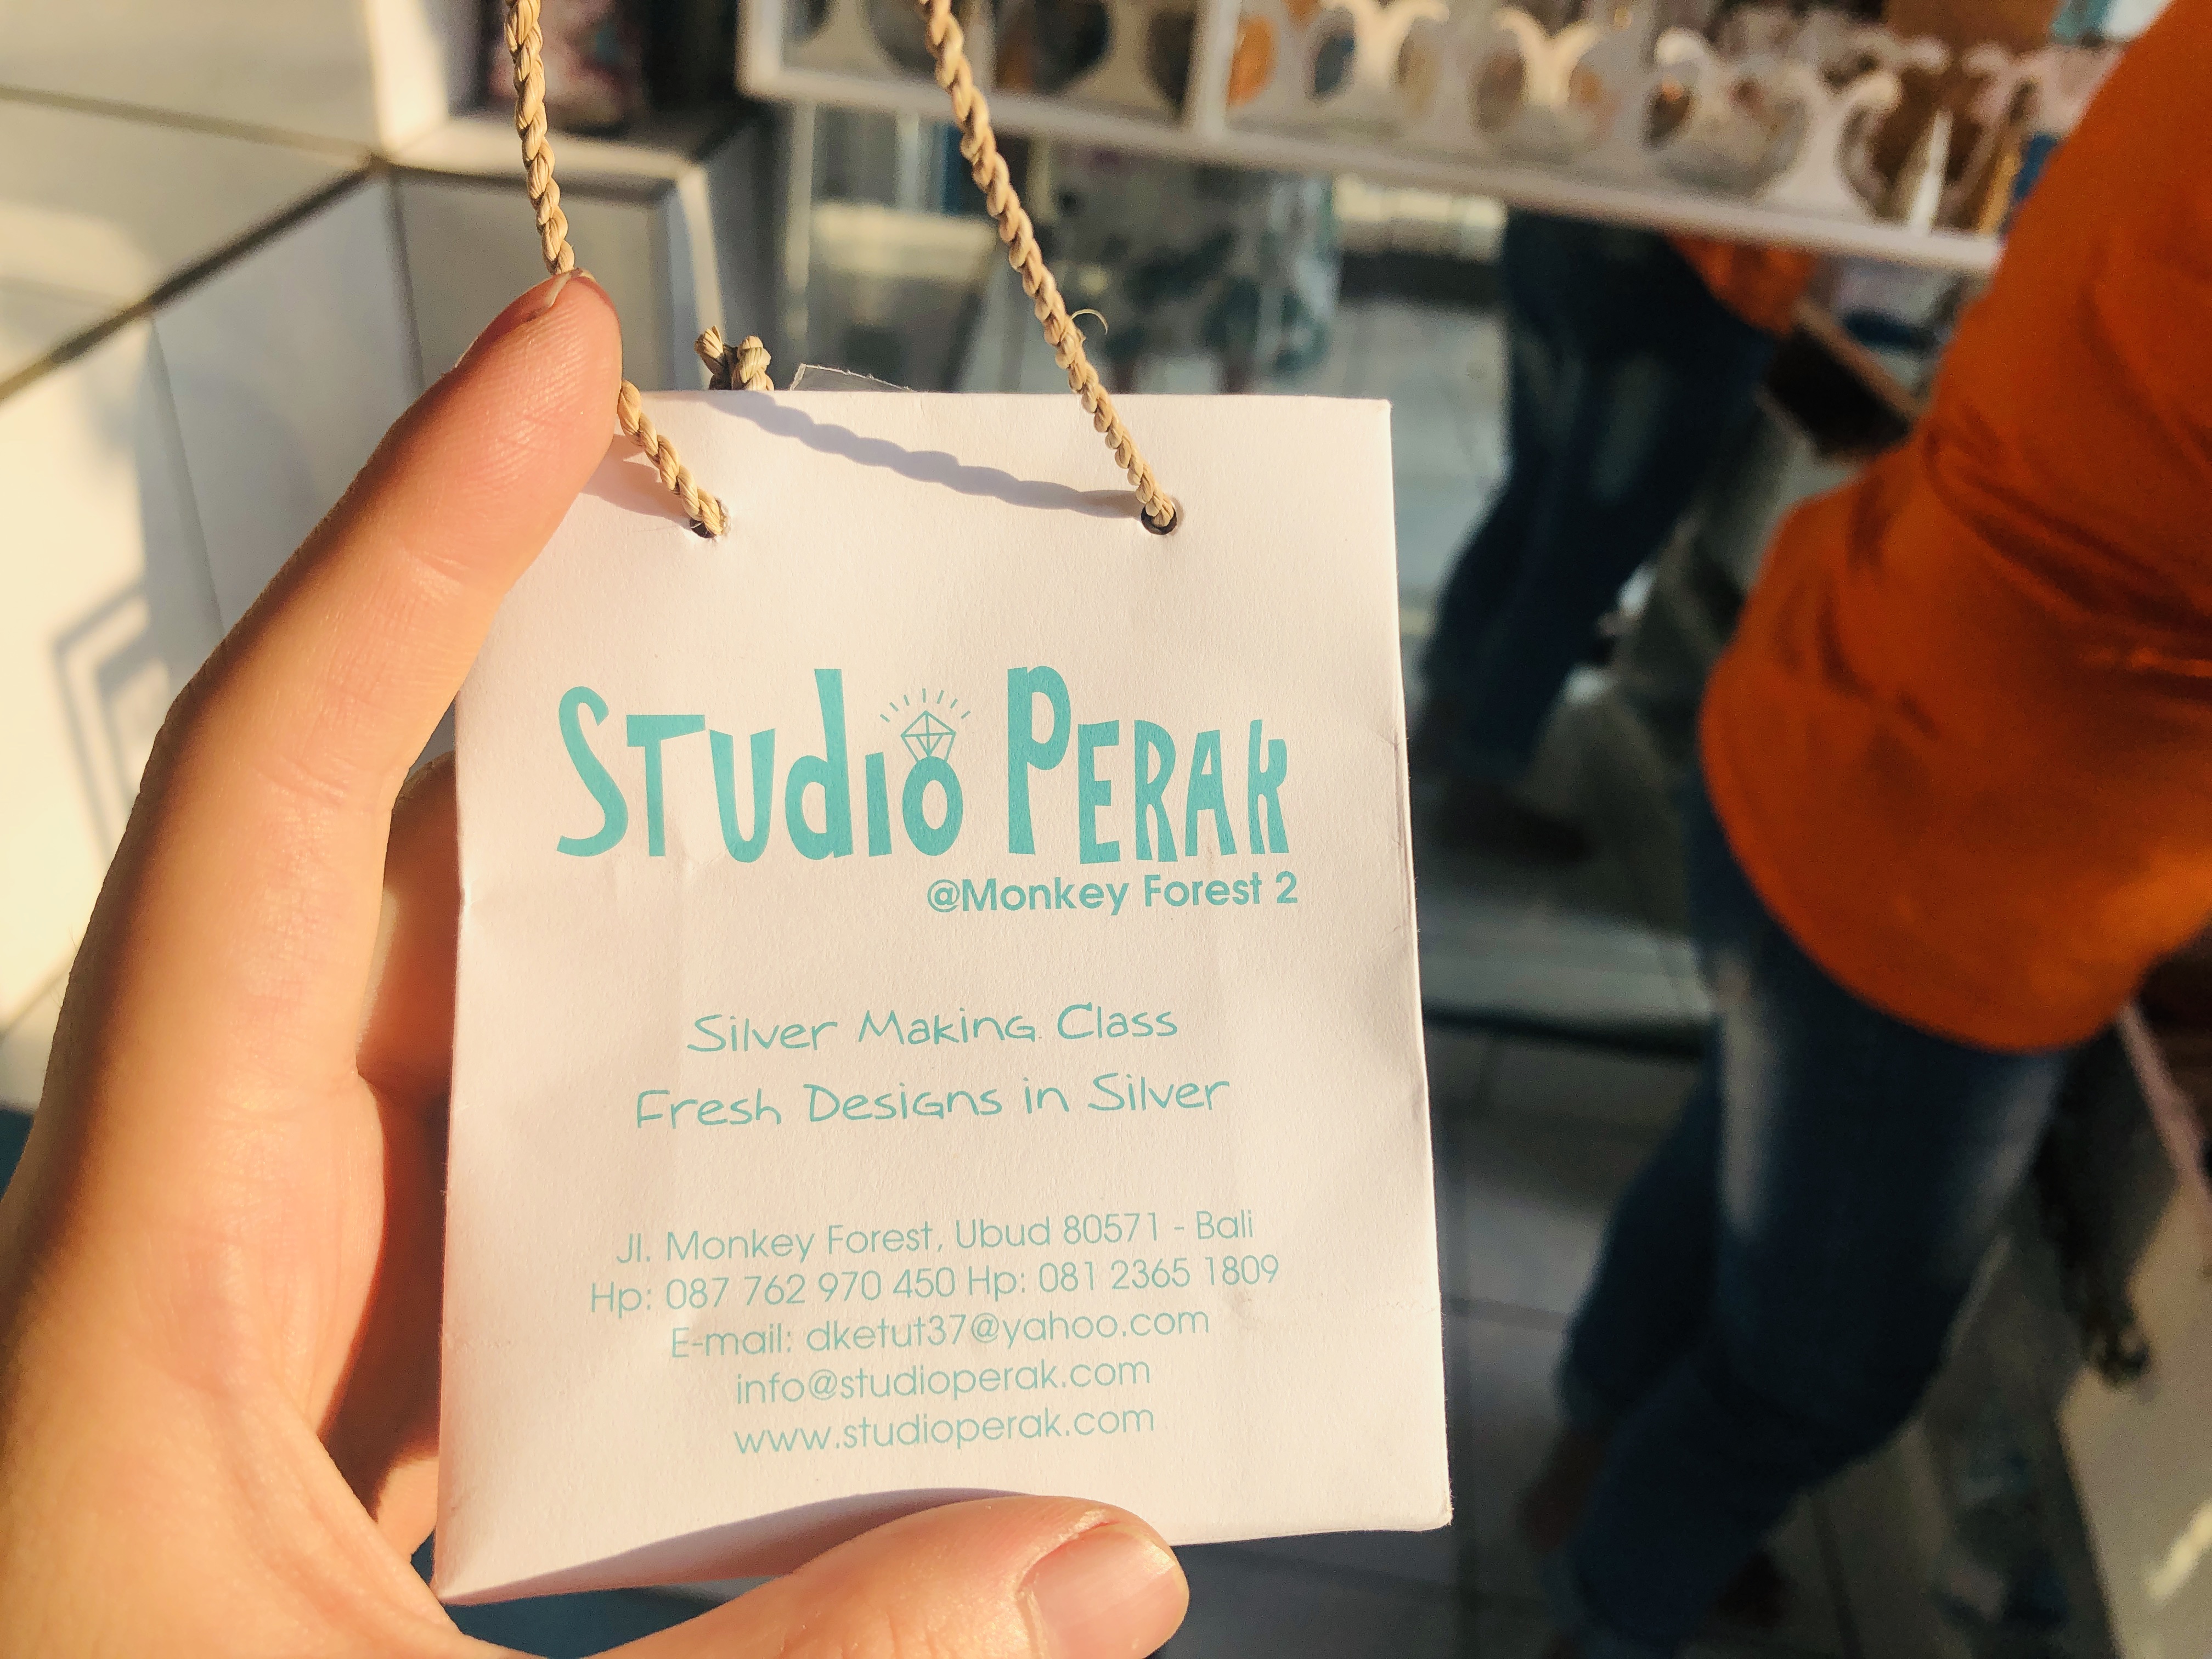 STUdIO PERAK
@Monkey Forest 2
Silver Making Class
Fresh Designs in Silver
Jl. Monkey Forest, Ubud 80571 - Bali
Hp: 087 762 970 450 Hp: 081 2365 1809
E-mail: dketut37@yahoo.com
info@studioperak.com
www.studioperak.com